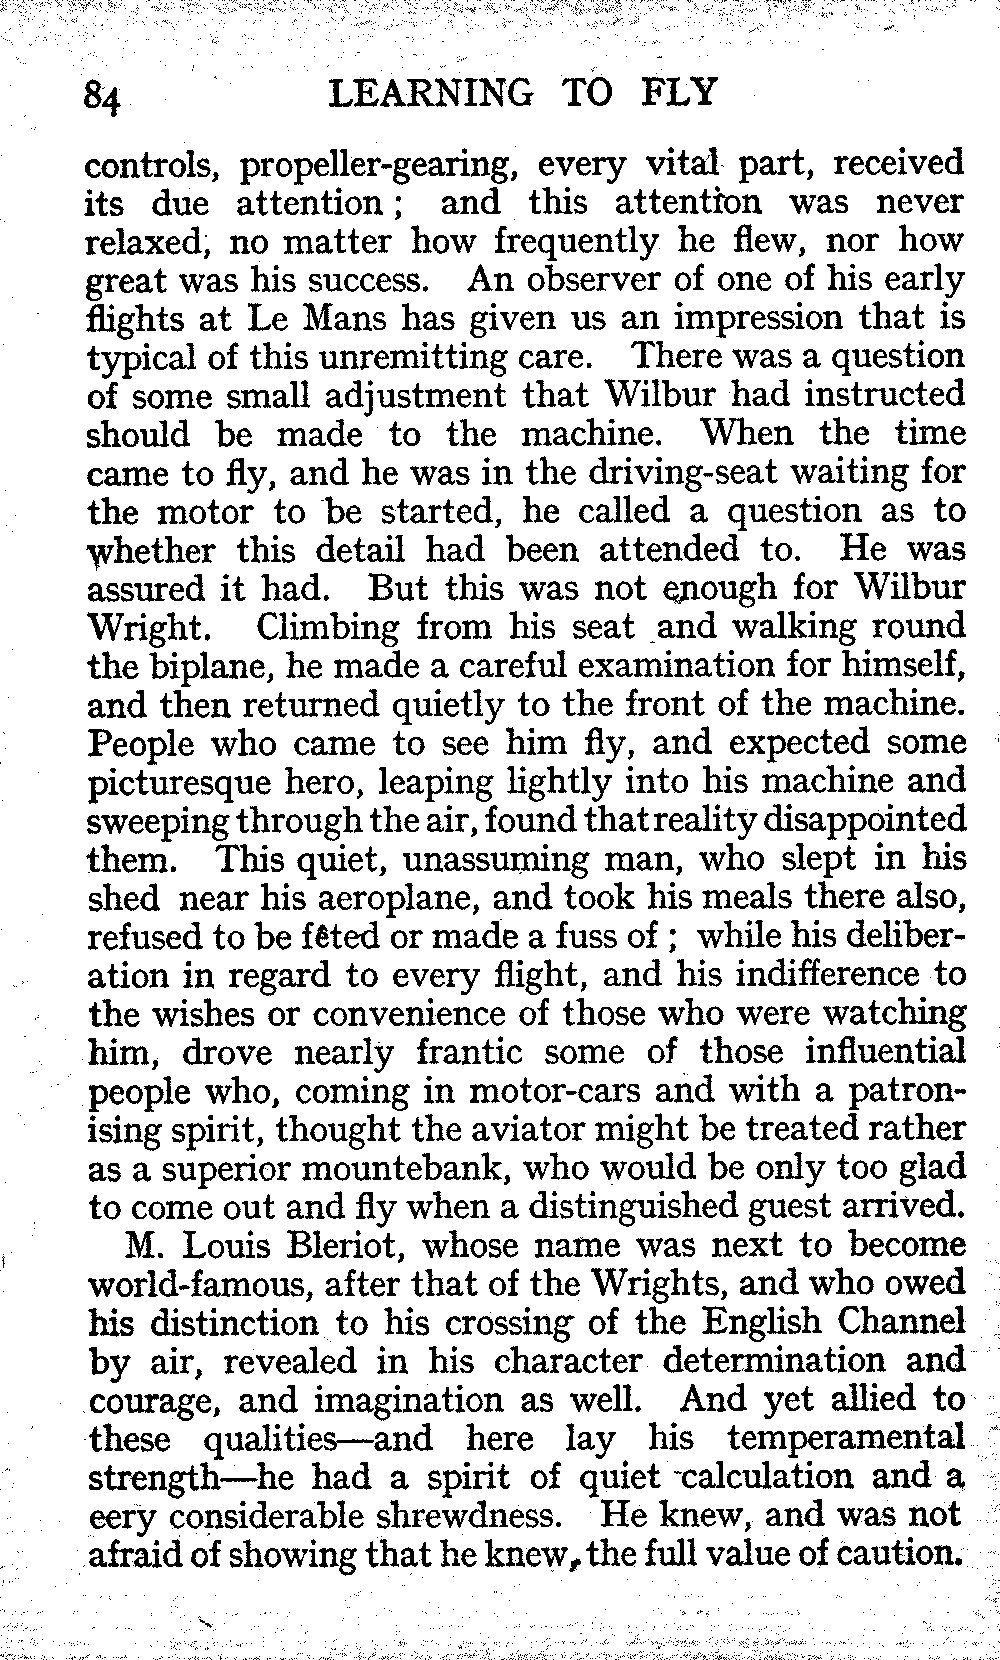 84 LEARNING TO FLY
controls, propeller-gearing, every vital part, received
its due attention ; and this attention was never
relaxed, no matter how frequently he flew, nor how
great was his success. An observer of one of his early
flights at Le Mans has given us an impression that is
typical of this unremitting care. There was a question
of some small adjustment that Wilbur had instructed
should be made to the machine. When the time
came to fly, and he was in the driving-seat waiting for
the motor to be started, he called a question as to
whether this detail had been attended to. He was
assured it had. But this was not enough for Wilbur
Wright. Climbing from his seat and walking round
the biplane, he made a careful examination for himself,
and then returned quietly to the front of the machine.
People who came to see him fly, and expected some
picturesque hero, leaping lightly into his machine and
sweeping through the air, found that reality disappointed
them. This quiet, unassuming man, who slept in his
shed near his aeroplane, and took his meals there also,
refused to be fêted or made a fuss of ; while his deliber-
ation in regard to every flight, and his indifference to
the wishes or convenience of those who were watching
him, drove nearly frantic some of those influential
people who, coming in motor-cars and with a patron-
ising spirit, thought the aviator might be treated rather
as a superior mountebank, who would be only too glad
to come out and fly when a distinguished guest arrived.
M. Louis Bleriot, whose name was next to become
world-famous, after that of the Wrights, and who owed
his distinction to his crossing of the English Channel
by air, revealed in his character determination and
courage, and imagination as well. And yet allied to
these qualities—and here lay his temperamental
strength—he had a spirit of quiet calculation and a
eery considerable shrewdness. He knew, and was not
afraid of showing that he knew, the full value of caution.